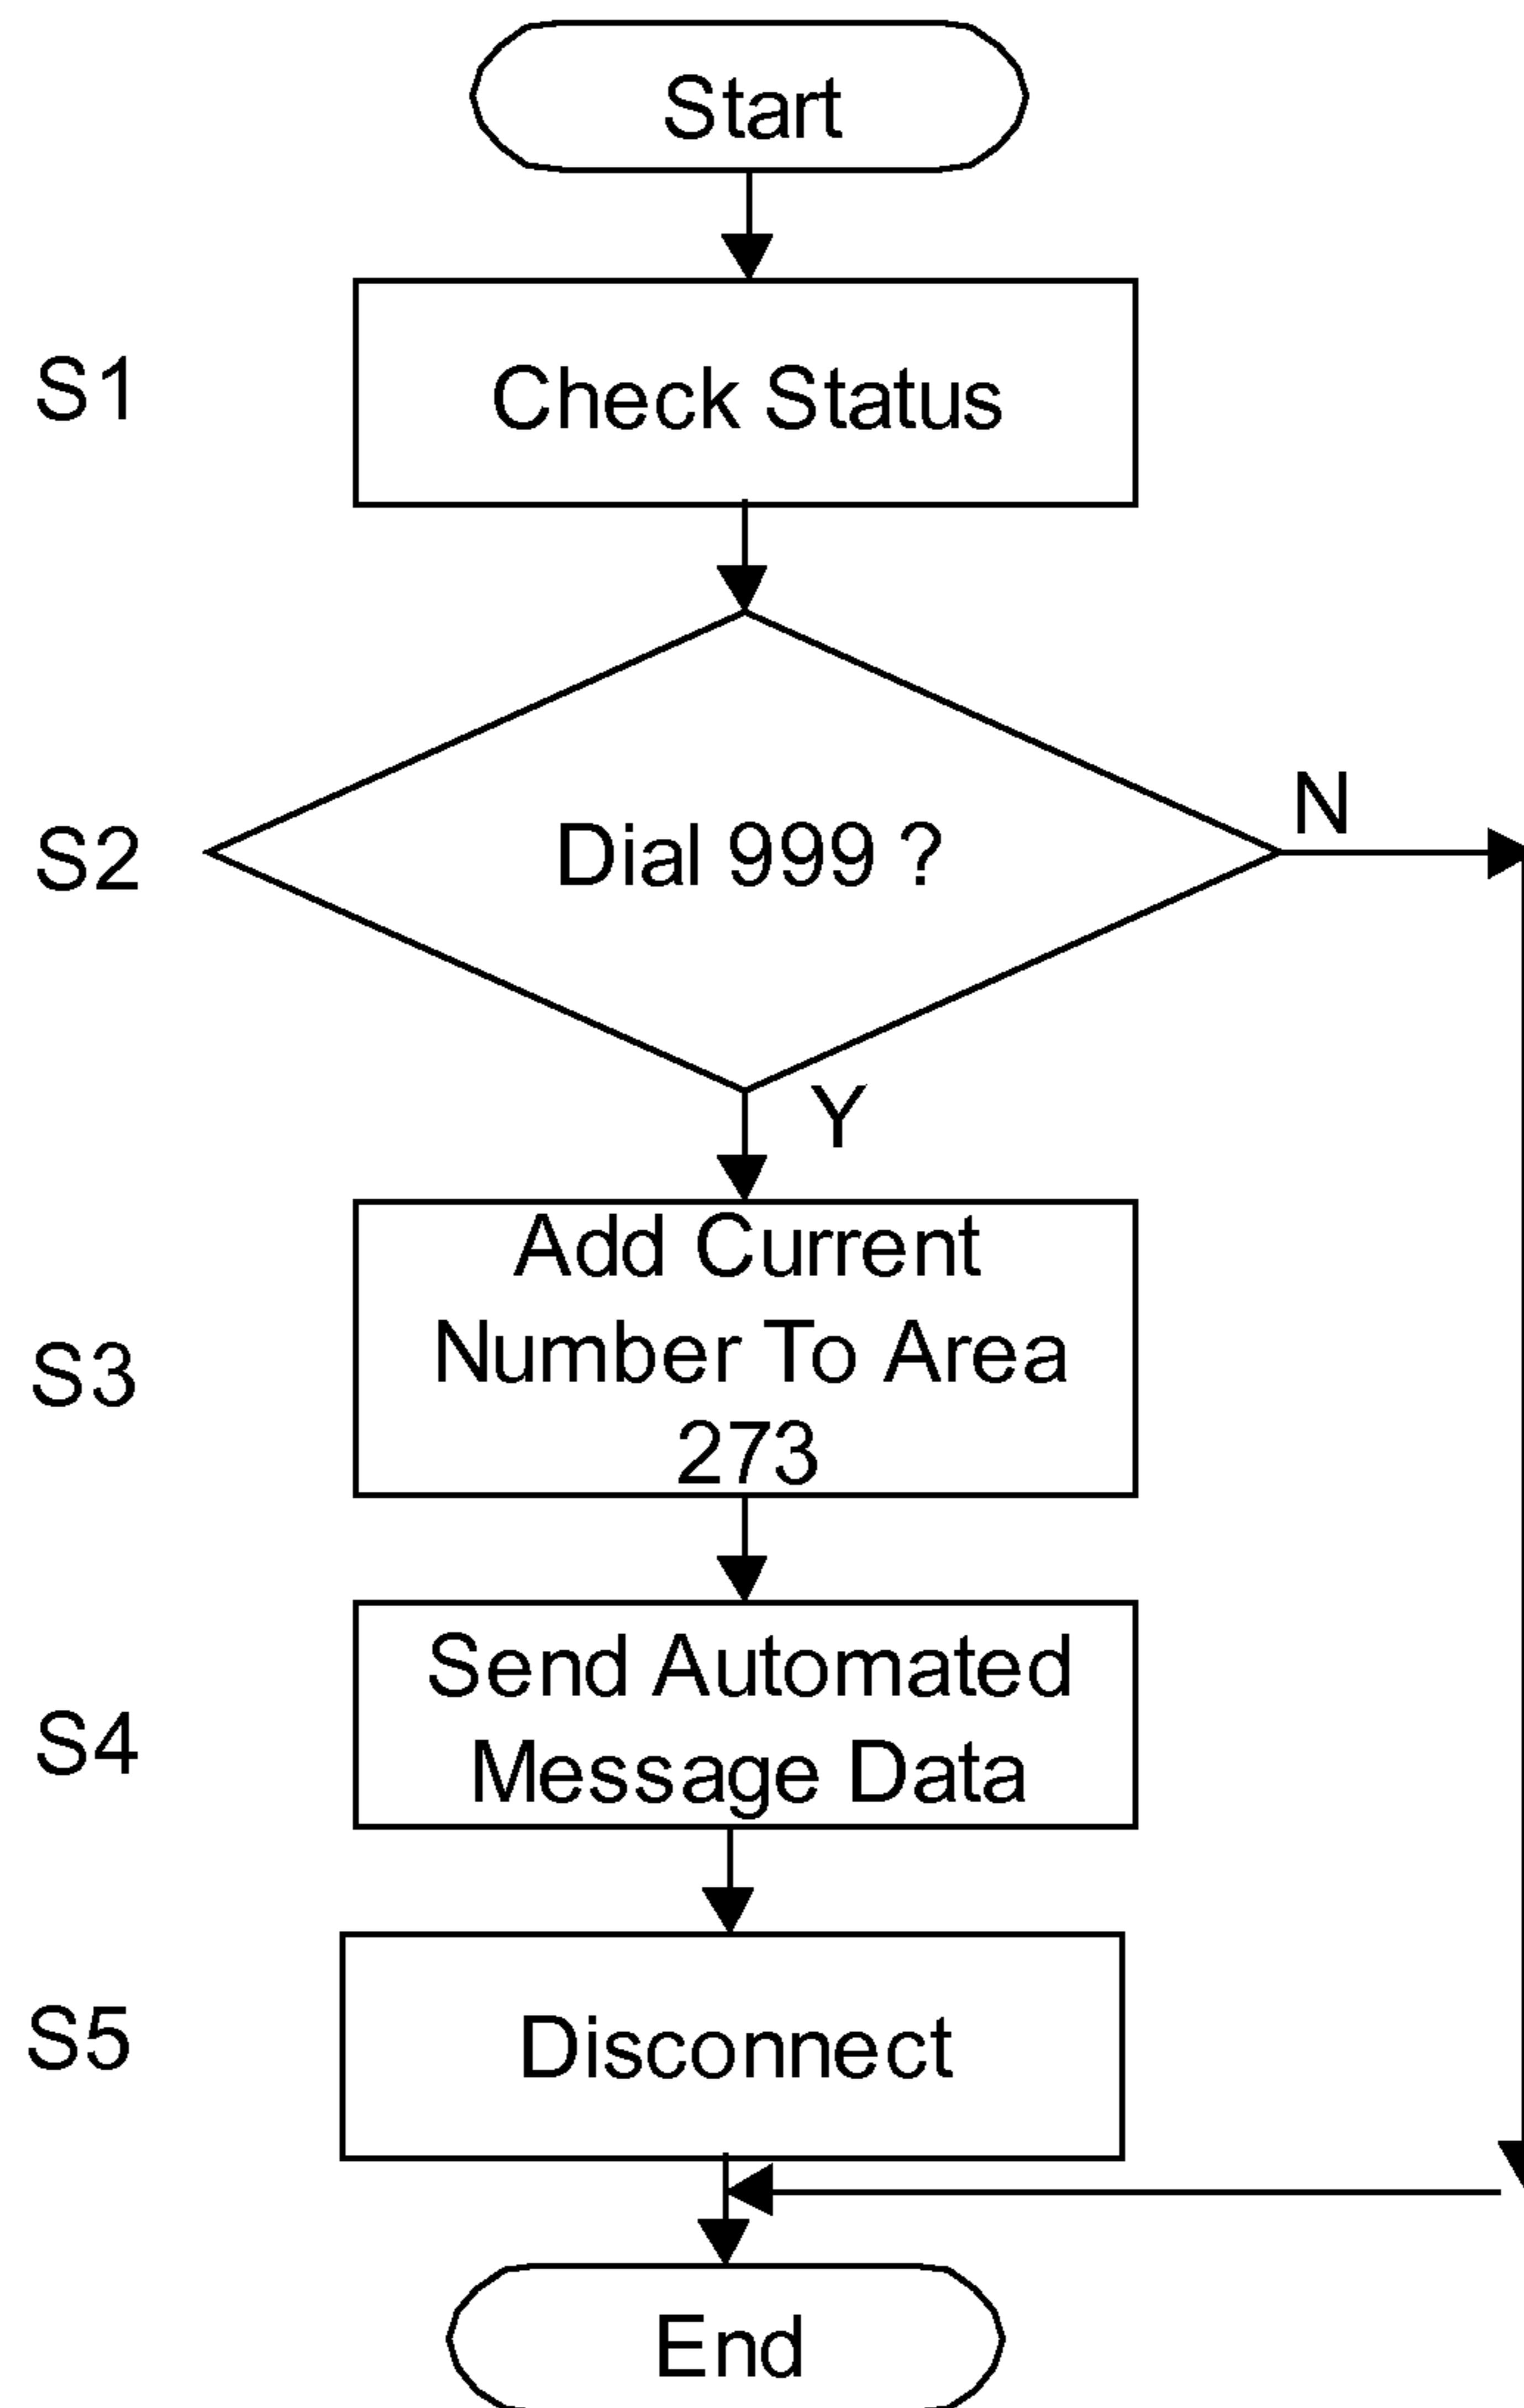 Start
S1
Check Status
S2
Dial 999 ?
N
Y
S3
Add Current
Number To Area
273
S4
Send Automated
Message Data
S5
Disconnect
End